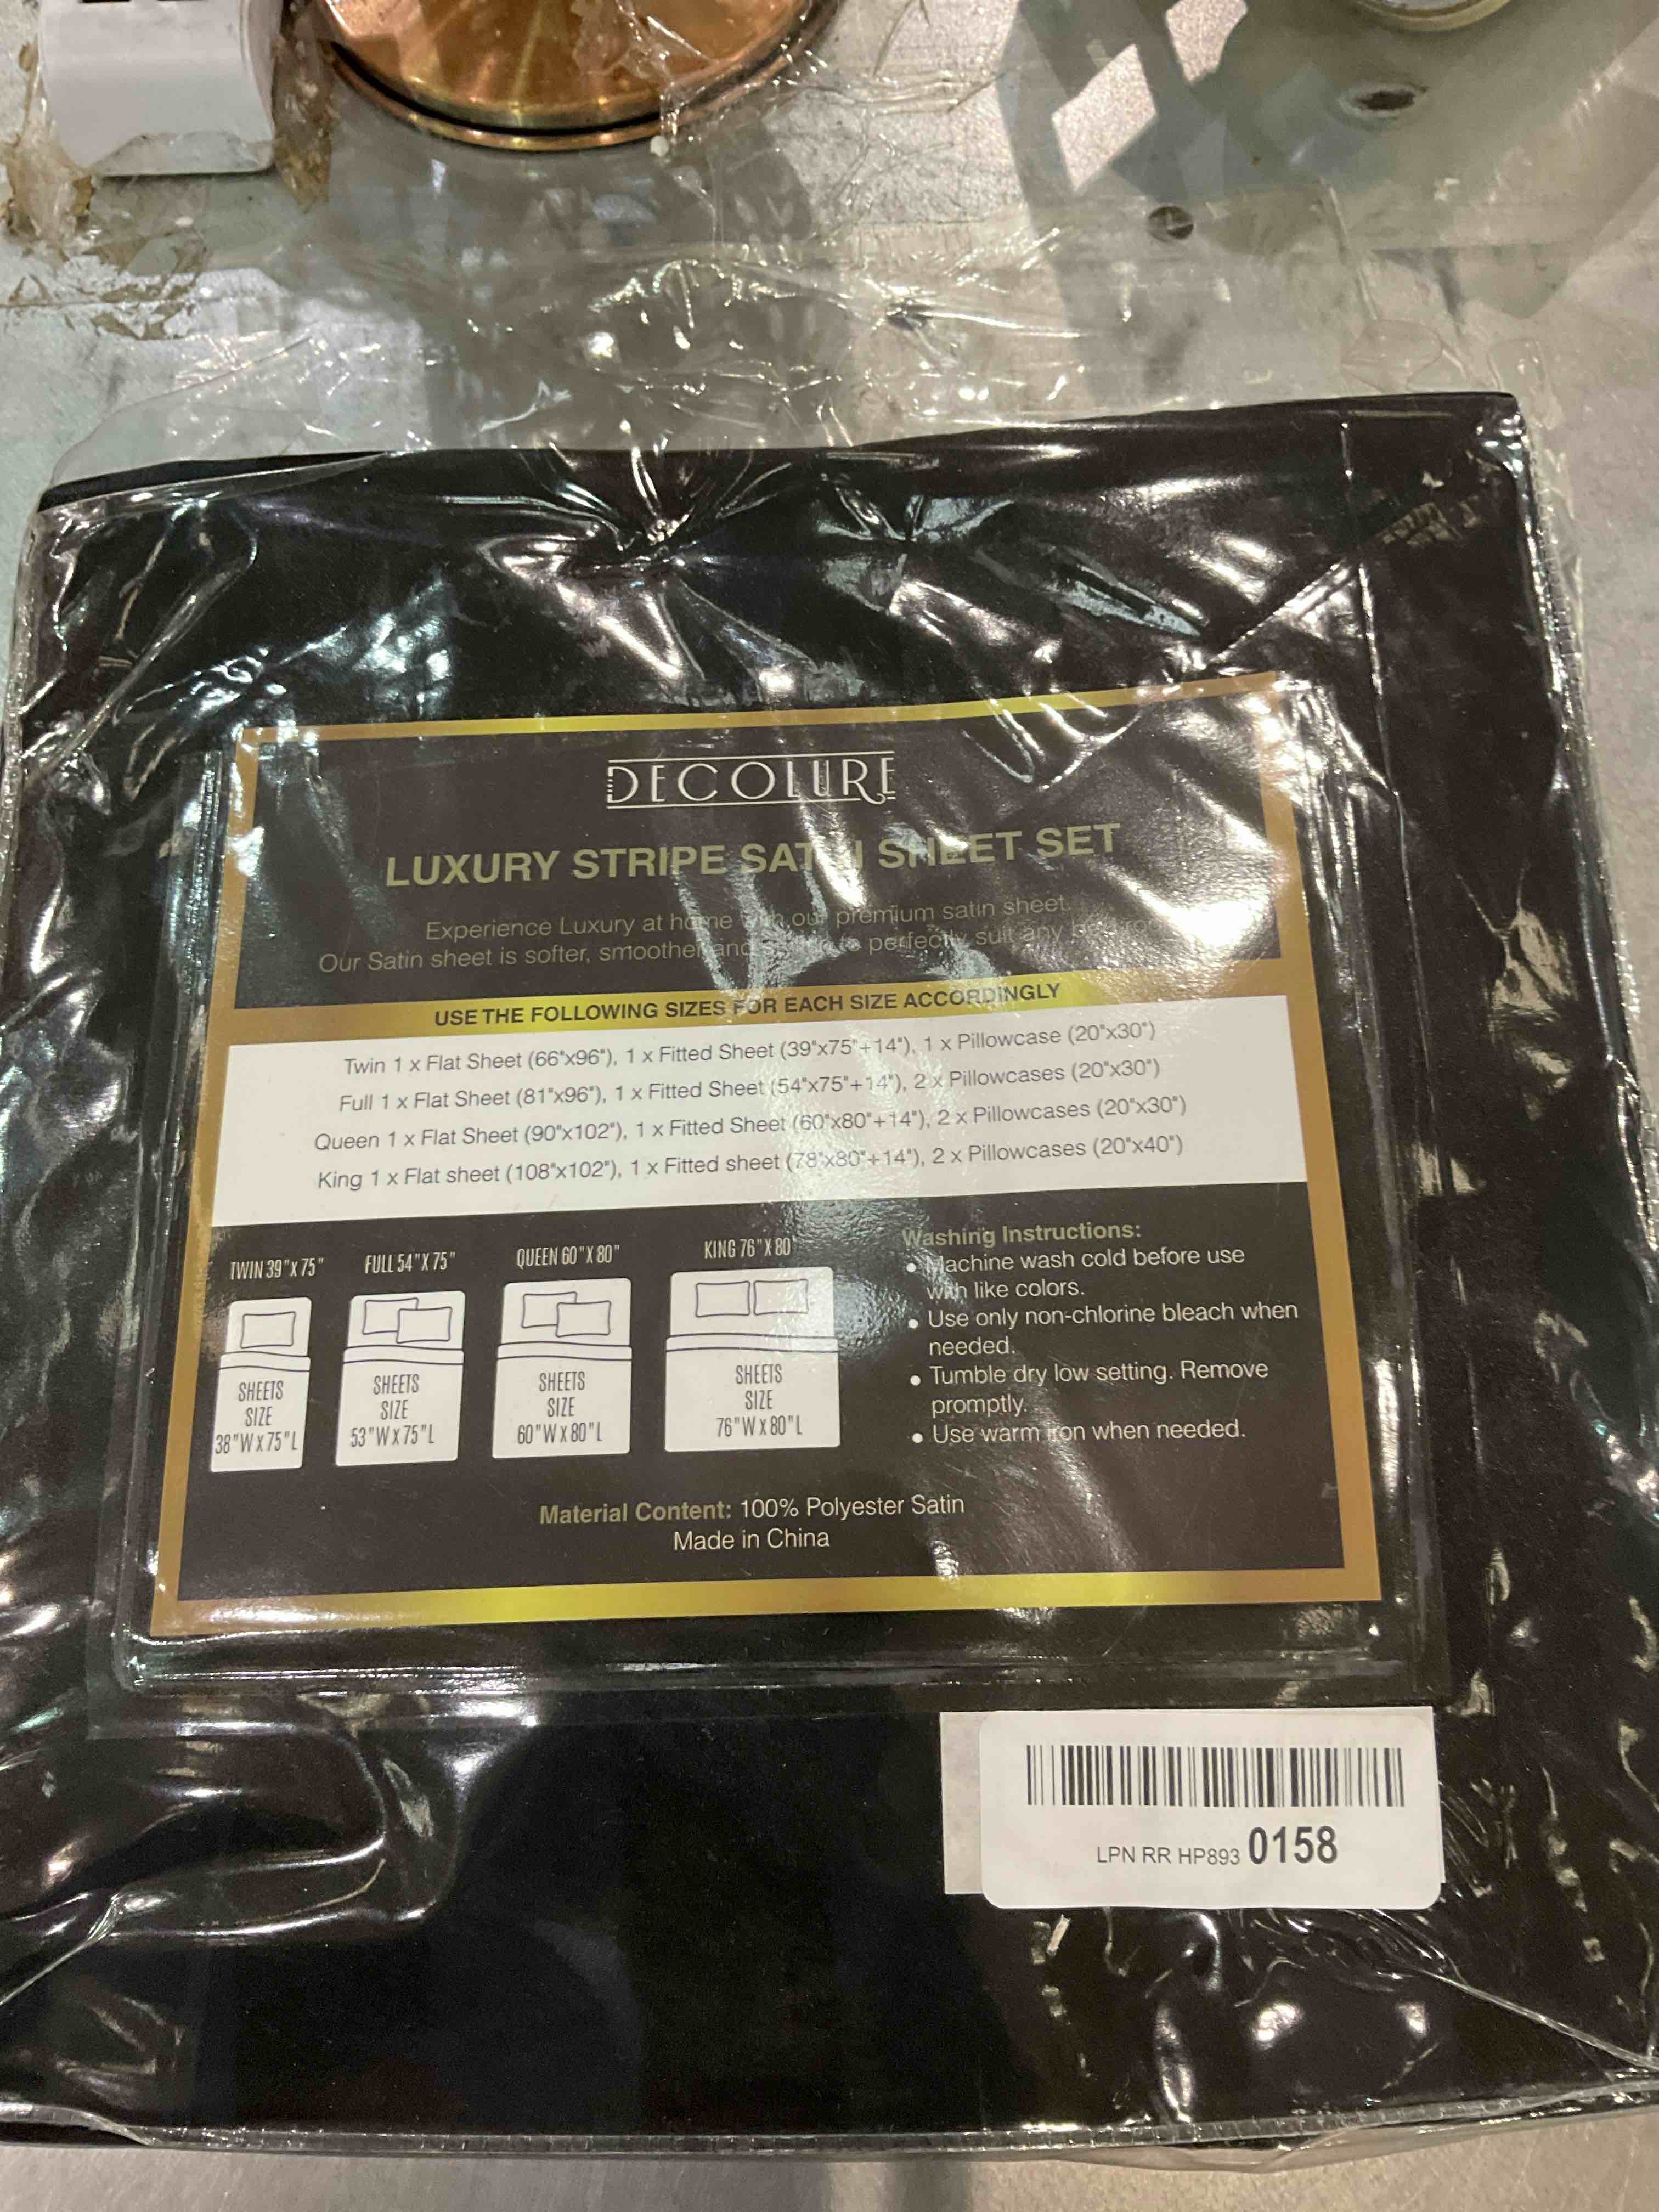 DECOLURE
LUXURY STRIPE SATIN SHEET SET
Experience Luxury at home with our premium satin sheet.
Our Satin sheet is softer, smoother and perfectly suit any
USE THE FOLLOWING SIZES FOR EACH SIZE ACCORDINGLY
Twin 1 x Flat Sheet (66"x96"), 1 x Fitted Sheet (39"x75"+14"), 1 x Pillowcase (20"x30")
Full 1 x Flat Sheet (81"x96"), 1 x Fitted Sheet (54"x75"+14"), 2 x Pillowcases (20"x30")
Queen 1 x Flat Sheet (90"x102"), 1 x Fitted Sheet (60"x80"+14"), 2 x Pillowcases (20"x30")
King 1 x Flat sheet (108"x102"), 1 x Fitted sheet (78"x80"+14"), 2 x Pillowcases (20"x40")
TWIN 39"X 75"
SHEETS
SIZE
38"W X 75"L
FULL 54"X 75"
SHEETS
SIZE
53"W X 75"L
QUEEN 60"X 80"
SHEETS
SIZE
60"W X 80"L
KING 76"X 80"
SHEETS
SIZE
76"W X 80"L
Washing Instructions:
• Machine wash cold before use
with like colors.
• Use only non-chlorine bleach when
needed.
• Tumble dry low setting. Remove
promptly.
• Use warm iron when needed.
Material Content: 100% Polyester Satin
Made in China
LPN RR HP893 0158